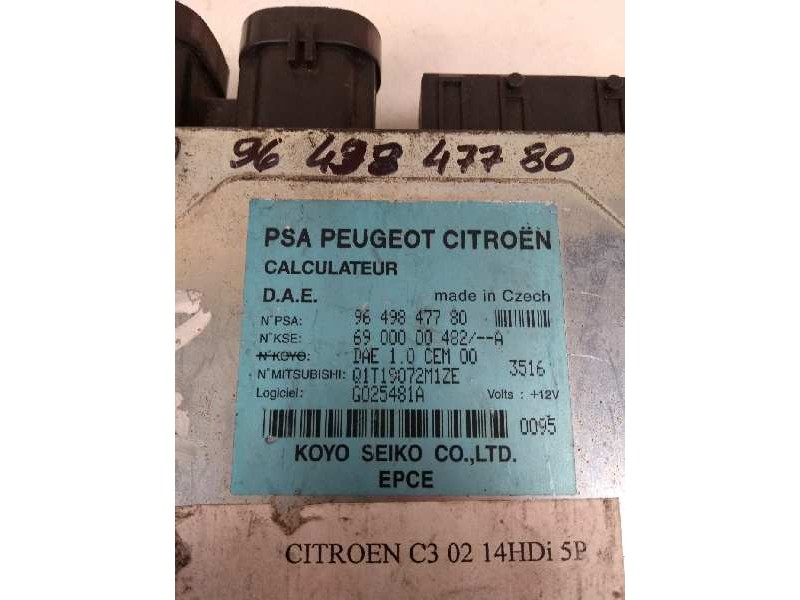 96 498 477 80
PSA PEUGEOT CITROËN
CALCULATEUR
D.A.E. made in Czech
N°PSA: 96 498 477 80
N°KSE: 69 000 00 482/--A
N°KOYO: DAE 1.0 CEM 00
N°MITSUBISHI: Q1T19072M1ZE 3516
Logiciel: G025481A Volts : +12V
0095
KOYO SEIKO CO.,LTD.
EPCE
CITROEN C3 02 14HDi 5P